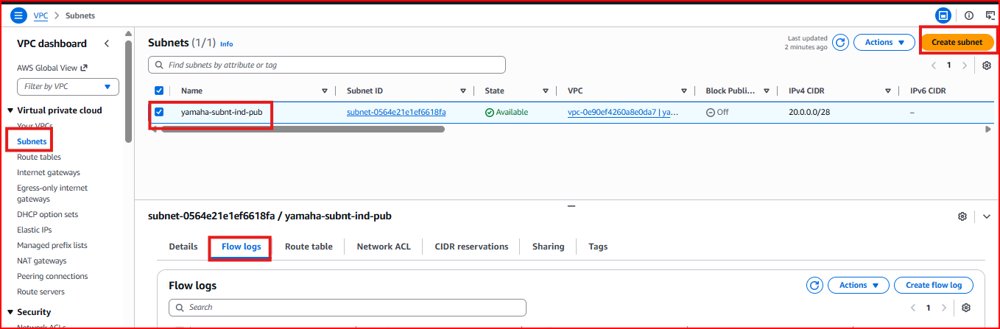 VPC > Subnets
VPC dashboard
AWS Global View
Filter by VPC
Virtual private cloud
Your VPCs
Subnets
Route tables
Internet gateways
Egress-only internet
gateways
DHCP option sets
Elastic IPs
Managed prefix lists
NAT gateways
Peering connections
Route servers
Security
Network ACLs
Subnets (1/1) Info
Last updated
2 minutes ago
Actions
Create subnet
Find subnets by attribute or tag
1
Name Subnet ID State VPC Block Publi... IPv4 CIDR IPv6 CIDR
yamaha-subnt-ind-pub subnet-0564e21e1ef6618fa Available vpc-0e90ef4260a8e0da7 | ya... Off 20.0.0.0/28 –
subnet-0564e21e1ef6618fa / yamaha-subnt-ind-pub
Details Flow logs Route table Network ACL CIDR reservations Sharing Tags
Flow logs
Actions
Create flow log
Search
1